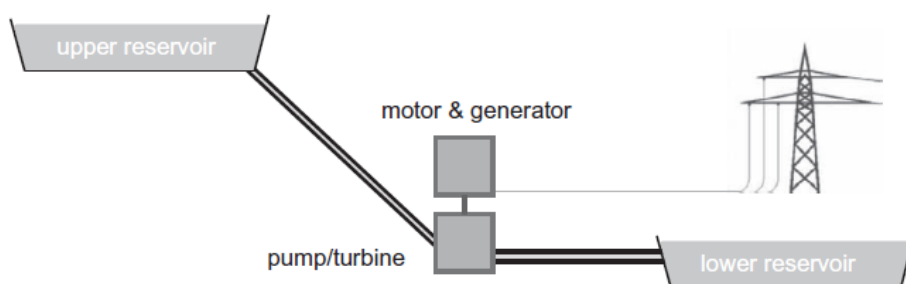 upper reservoir
motor & generator
pump/turbine
lower reservoir